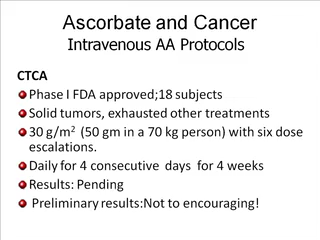 Ascorbate and Cancer
Intravenous AA Protocols
CTCA
Phase I FDA approved;18 subjects
Solid tumors, exhausted other treatments
30 g/m² (50 gm in a 70 kg person) with six dose
escalations.
Daily for 4 consecutive days for 4 weeks
Results: Pending
Preliminary results:Not to encouraging!